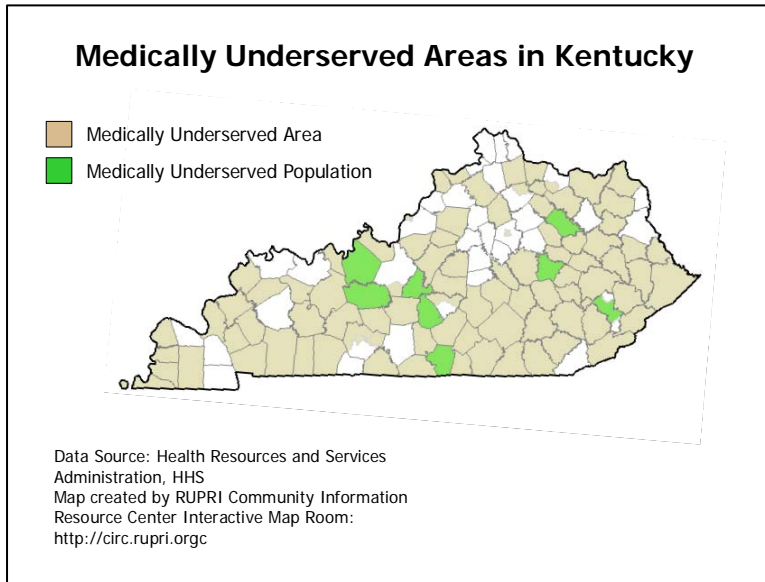 Medically Underserved Areas in Kentucky
Medically Underserved Area
Medically Underserved Population
Data Source: Health Resources and Services
Administration, HHS
Map created by RUPRI Community Information
Resource Center Interactive Map Room:
http://circ.rupri.orgc